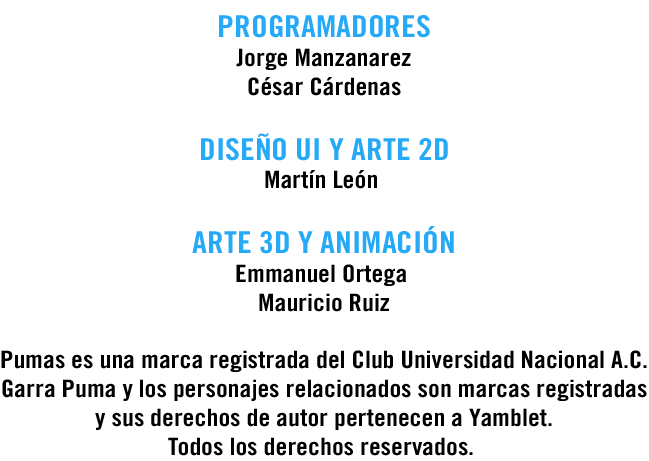 PROGRAMADORES
Jorge Manzanarez
César Cárdenas
DISEÑO UI Y ARTE 2D
Martín León
ARTE 3D Y ANIMACIÓN
Emmanuel Ortega
Mauricio Ruiz
Pumas es una marca registrada del Club Universidad Nacional A.C.
Garra Puma y los personajes relacionados son marcas registradas
y sus derechos de autor pertenecen a Yamblet.
Todos los derechos reservados.